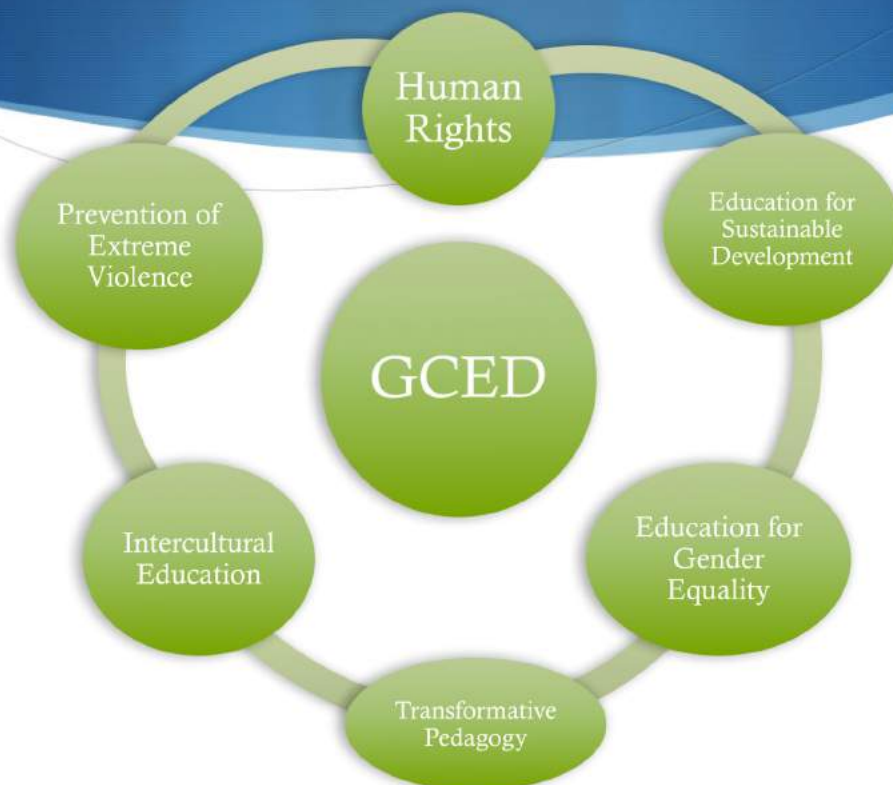 Human
Rights
Education for
Sustainable
Development
Education for
Gender
Equality
Transformative
Pedagogy
Intercultural
Education
Prevention of
Extreme
Violence
GCED